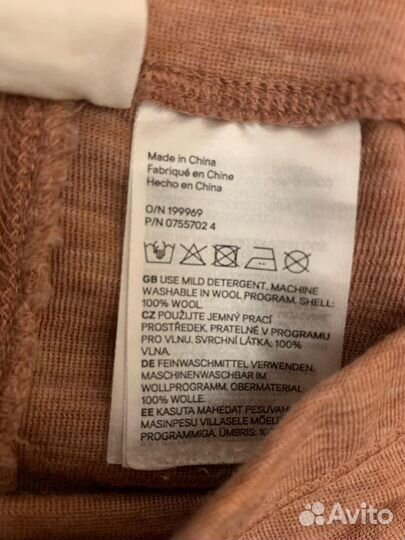 Made in China
Fabriqué en Chine
Hecho en China
O/N 199969
P/N 0755702 4
GB USE MILD DETERGENT. MACHINE
WASHABLE IN WOOL PROGRAM. SHELL:
100% WOOL.
CZ POUŽIJTE JEMNÝ PRACÍ
PROSTŘEDEK, PRATELNÉ V PROGRAMU
PRO VLNU. SVRCHNÍ LÁTKA: 100%
VLNA.
DE FEINWASCHMITTEL VERWENDEN.
MASCHINENWASCHBAR IM
WOLLPROGRAMM. OBERMATERIAL:
100% WOLLE.
EE KASUTA MAHEDAT PESUVAH
MASINPESU VILLASELE MÕEL
PROGRAMMIGA. ÜMBRIS: 10
Avito